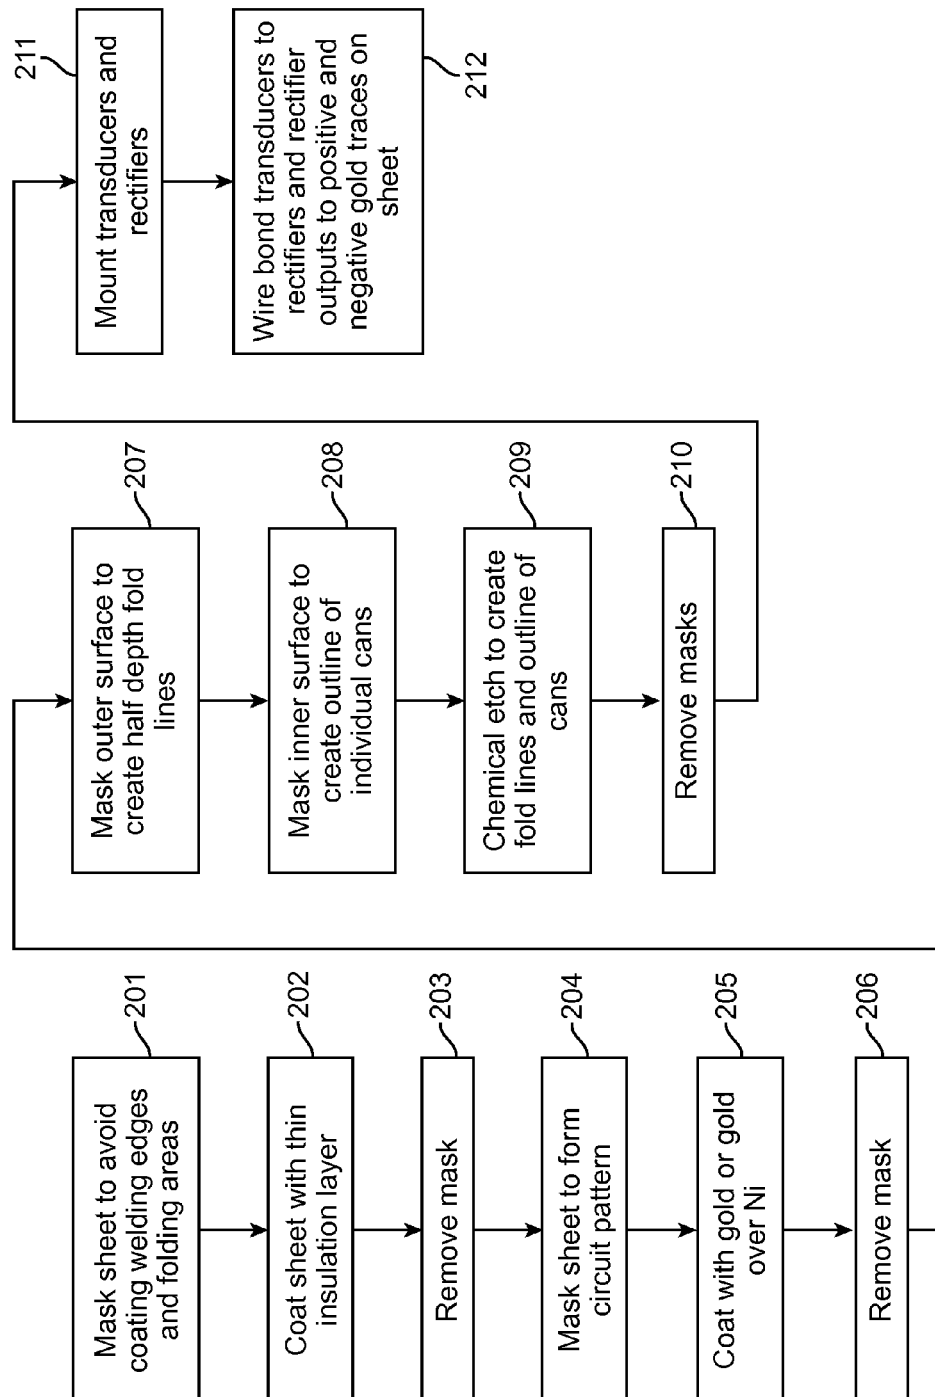 Mask sheet to avoid
coating welding edges
and folding areas
201
Coat sheet with thin
insulation layer
202
Remove mask
203
Mask sheet to form
circuit pattern
204
Coat with gold or gold
over Ni
205
Remove mask
206
Mask outer surface to
create half depth fold
lines
207
Mask inner surface to
create outline of
individual cans
208
Chemical etch to create
fold lines and outline of
cans
209
Remove masks
210
Mount transducers and
rectifiers
211
Wire bond transducers to
rectifiers and rectifier
outputs to positive and
negative gold traces on
sheet
212